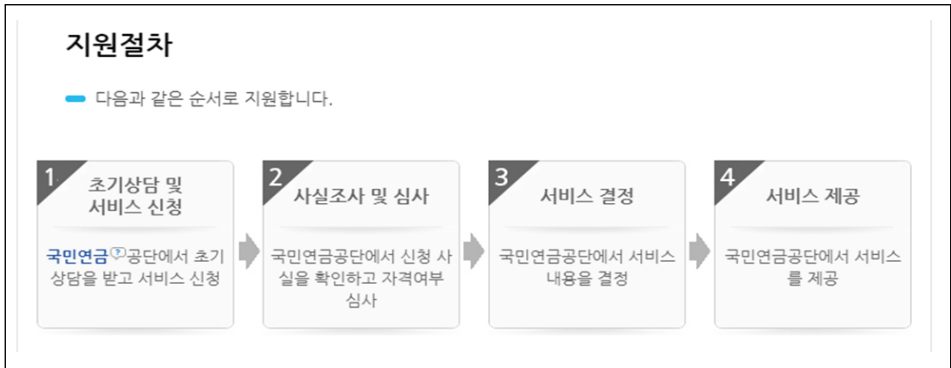 지원절차
다음과 같은 순서로 지원합니다.
1
초기상담 및
서비스 신청
국민연금?공단에서 초기
상담을 받고 서비스 신청
2
사실조사 및 심사
국민연금공단에서 신청 사
실을 확인하고 자격여부
심사
3
서비스 결정
국민연금공단에서 서비스
내용을 결정
4
서비스 제공
국민연금공단에서 서비스
를 제공